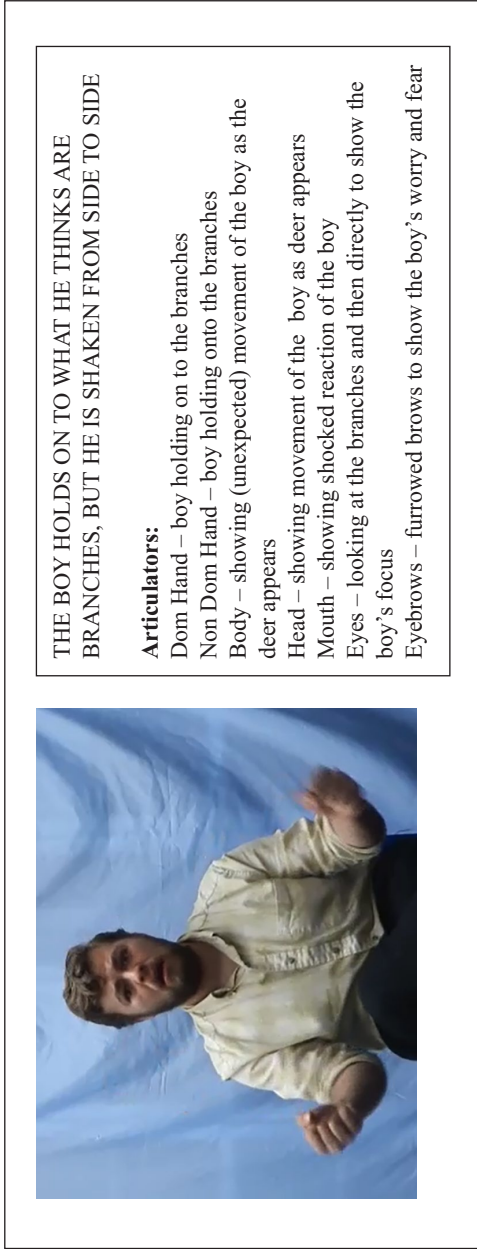 THE BOY HOLDS ON TO WHAT HE THINKS ARE
BRANCHES, BUT HE IS SHAKEN FROM SIDE TO SIDE
Articulators:
Dom Hand – boy holding on to the branches
Non Dom Hand – boy holding onto the branches
Body – showing (unexpected) movement of the boy as the
deer appears
Head – showing movement of the boy as deer appears
Mouth – showing shocked reaction of the boy
Eyes – looking at the branches and then directly to show the
boy's focus
Eyebrows – furrowed brows to show the boy's worry and fear